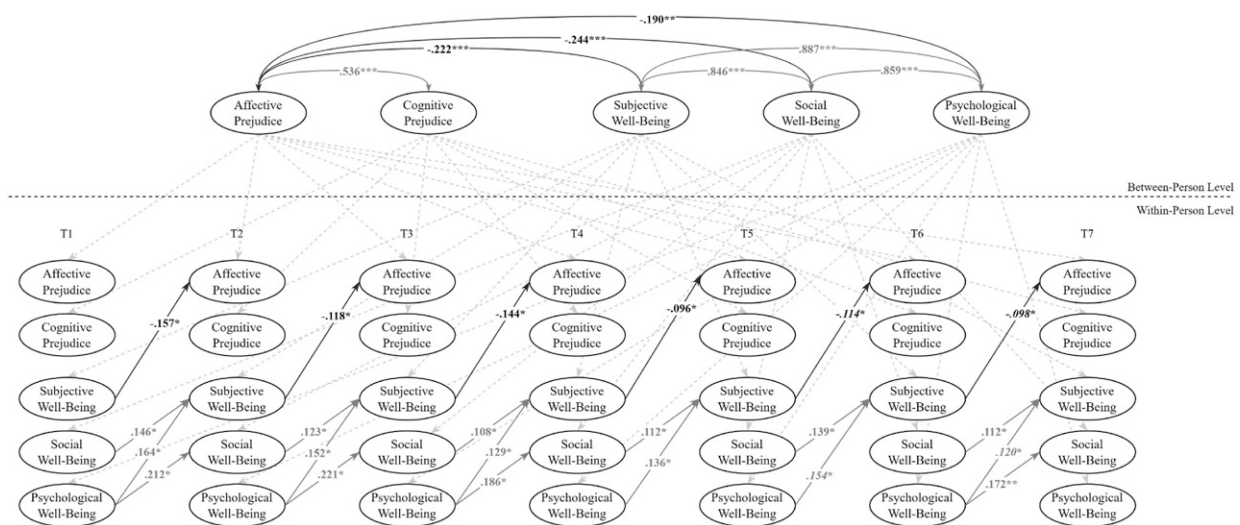 -.190**
-.244***
-.222***
.887***
.536***
.846***
.859***
Affective
Prejudice
Cognitive
Prejudice
Subjective
Well-Being
Social
Well-Being
Psychological
Well-Being
Between-Person Level
Within-Person Level
T1
T2
T3
T4
T5
T6
T7
Affective
Prejudice
Affective
Prejudice
Affective
Prejudice
Affective
Prejudice
Affective
Prejudice
Affective
Prejudice
Affective
Prejudice
-.157*
-.118*
-.144*
-.096*
-.114*
-.098*
Cognitive
Prejudice
Cognitive
Prejudice
Cognitive
Prejudice
Cognitive
Prejudice
Cognitive
Prejudice
Cognitive
Prejudice
Cognitive
Prejudice
Subjective
Well-Being
Subjective
Well-Being
Subjective
Well-Being
Subjective
Well-Being
Subjective
Well-Being
Subjective
Well-Being
Subjective
Well-Being
.146*
.123*
.108*
.112*
.139*
.112*
Social
Well-Being
Social
Well-Being
Social
Well-Being
Social
Well-Being
Social
Well-Being
Social
Well-Being
Social
Well-Being
.164*
.152*
.129*
.136*
.154*
.120*
.212*
.221*
.186*
.172**
Psychological
Well-Being
Psychological
Well-Being
Psychological
Well-Being
Psychological
Well-Being
Psychological
Well-Being
Psychological
Well-Being
Psychological
Well-Being